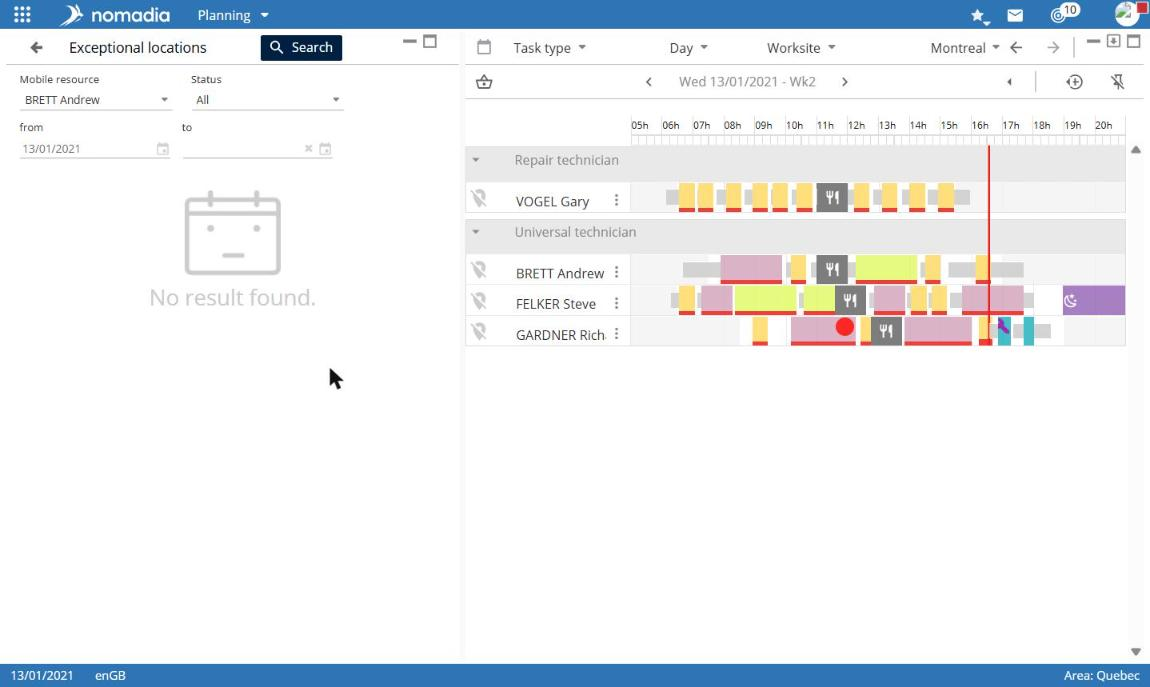 nomadia Planning 10
Exceptional locations Search
Mobile resource Status
BRETT Andrew All
from to
13/01/2021
No result found.
Task type Day Worksite Montreal
Wed 13/01/2021 - Wk2
05h 06h 07h 08h 09h 10h 11h 12h 13h 14h 15h 16h 17h 18h 19h 20h
Repair technician
VOGEL Gary
Universal technician
BRETT Andrew
FELKER Steve
GARDNER Rich
13/01/2021 enGB Area: Quebec